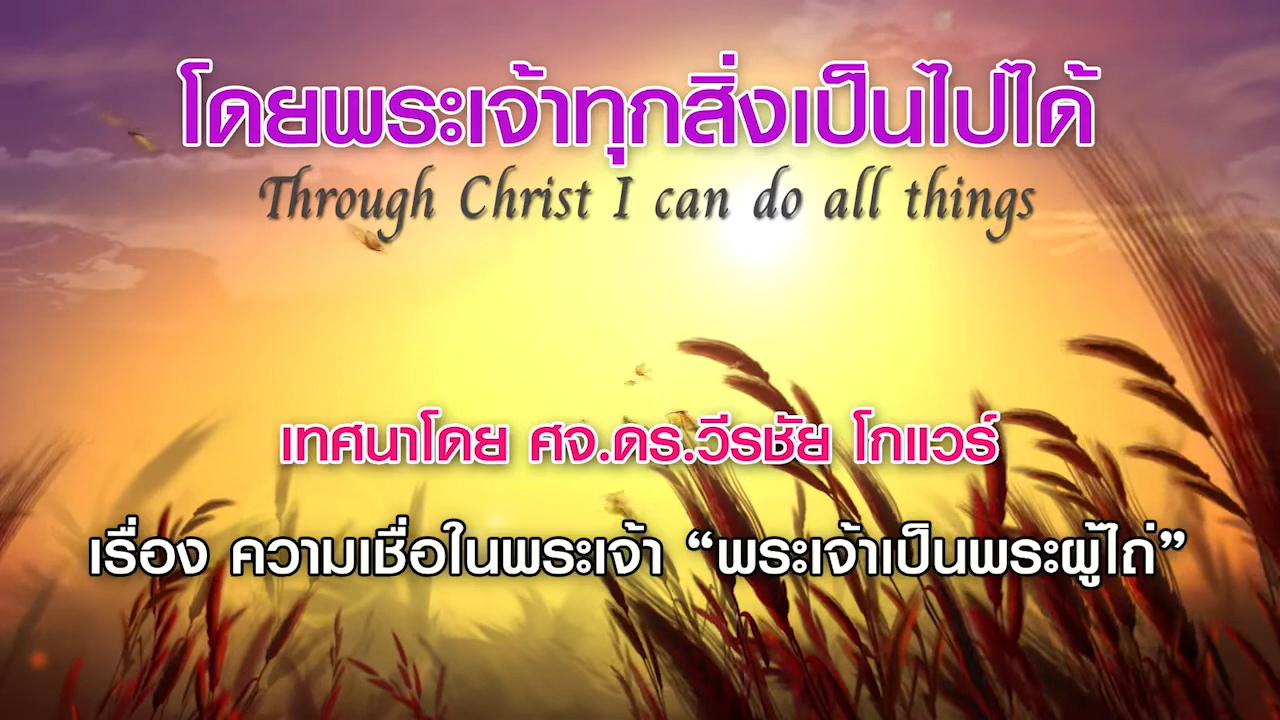 โดยพระเจ้าทุกสิ่งเป็นไปได้
Through Christ I can do all things
เทศนาโดย ศจ.ดร.วีรชัย โกแวร์
เรื่อง ความเชื่อในพระเจ้า “พระเจ้าเป็นพระผู้ไถ่”